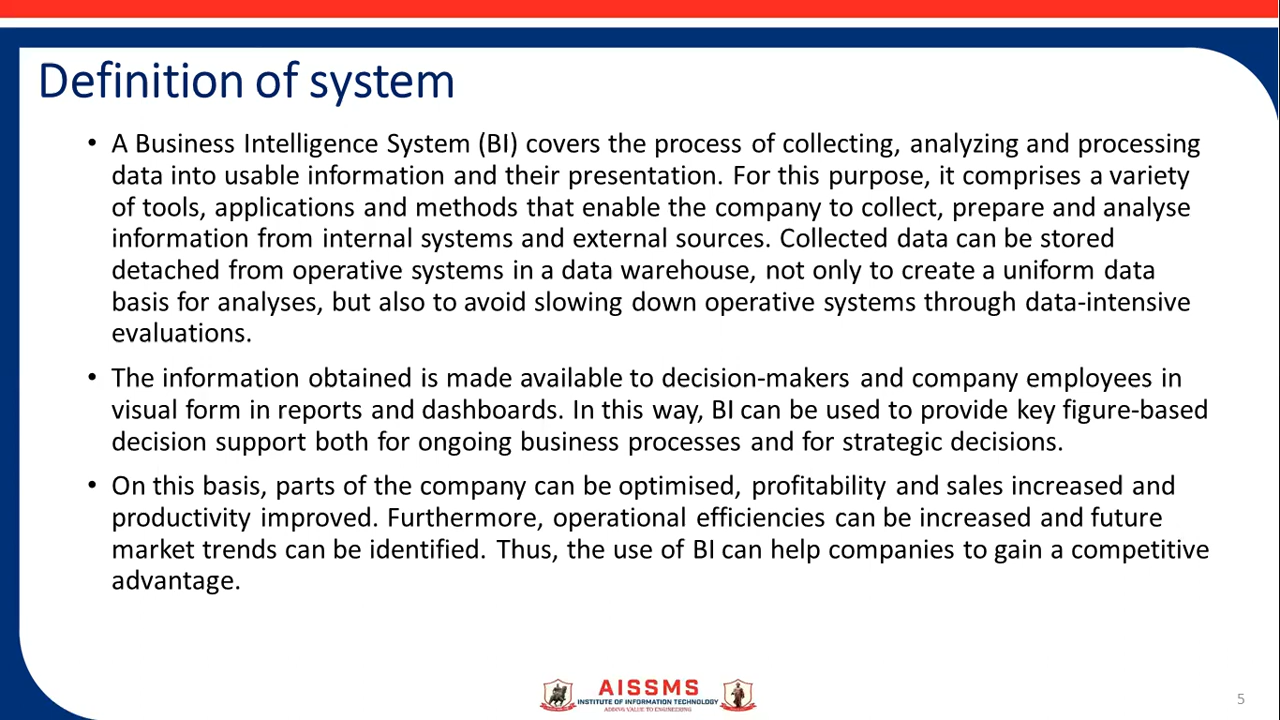 Definition of system
• A Business Intelligence System (BI) covers the process of collecting, analyzing and processing
data into usable information and their presentation. For this purpose, it comprises a variety
of tools, applications and methods that enable the company to collect, prepare and analyse
information from internal systems and external sources. Collected data can be stored
detached from operative systems in a data warehouse, not only to create a uniform data
basis for analyses, but also to avoid slowing down operative systems through data-intensive
evaluations.
• The information obtained is made available to decision-makers and company employees in
visual form in reports and dashboards. In this way, BI can be used to provide key figure-based
decision support both for ongoing business processes and for strategic decisions.
• On this basis, parts of the company can be optimised, profitability and sales increased and
productivity improved. Furthermore, operational efficiencies can be increased and future
market trends can be identified. Thus, the use of BI can help companies to gain a competitive
advantage.
AISSMS
INSTITUTE OF INFORMATION TECHNOLOGY
ADDING VALUE TO ENGINEERING
5